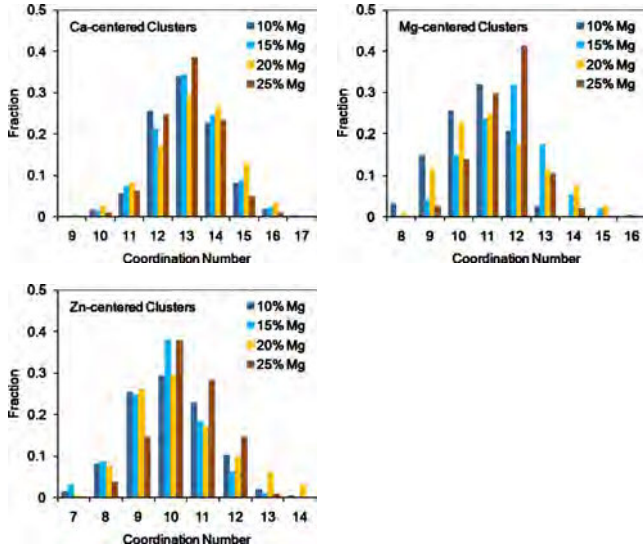 Ca-centered Clusters
10% Mg
15% Mg
20% Mg
25% Mg
Fraction
0.5
0.4
0.3
0.2
0.1
0
9 10 11 12 13 14 15 16 17
Coordination Number
Mg-centered Clusters
10% Mg
15% Mg
20% Mg
25% Mg
Fraction
0.5
0.4
0.3
0.2
0.1
0
8 9 10 11 12 13 14 15 16
Coordination Number
Zn-centered Clusters
10% Mg
15% Mg
20% Mg
25% Mg
Fraction
0.5
0.4
0.3
0.2
0.1
0
7 8 9 10 11 12 13 14
Coordination Number